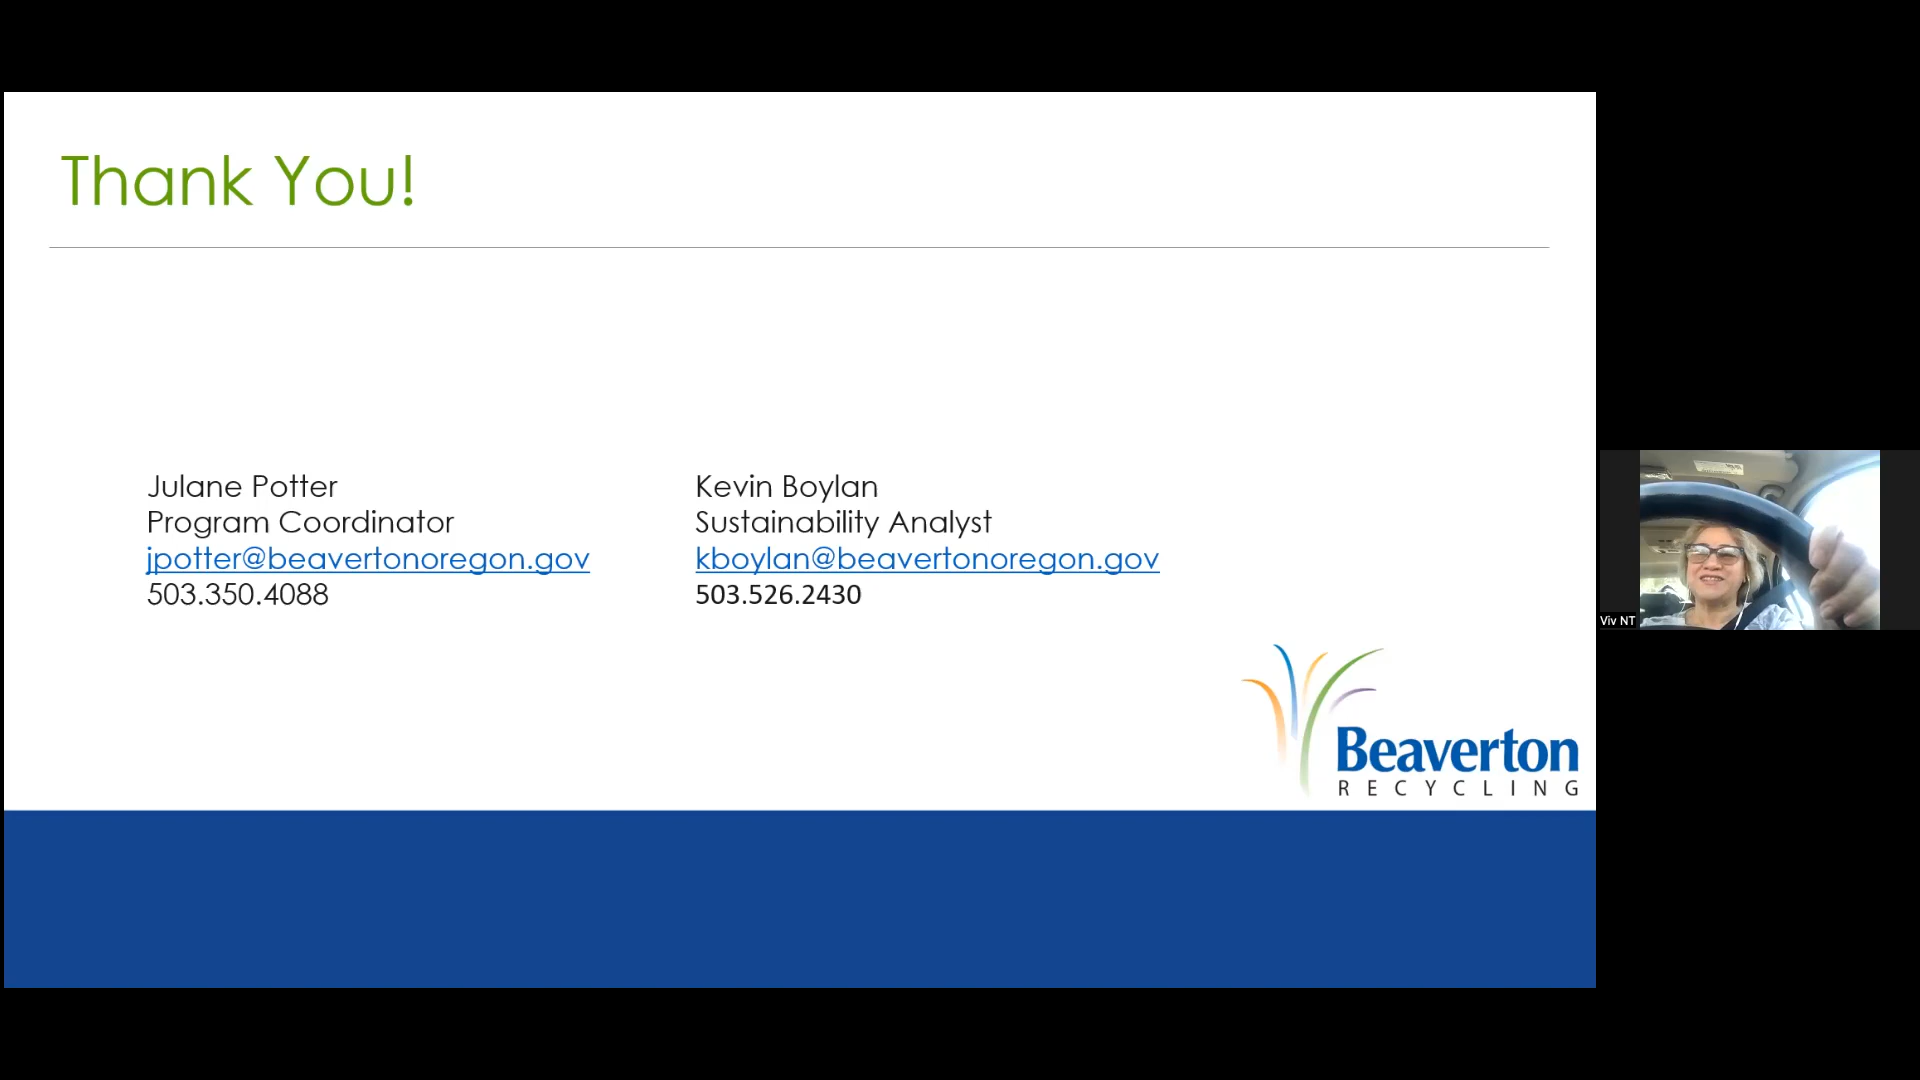 Thank You!
Julane Potter
Program Coordinator
jpotter@beavertonoregon.gov
503.350.4088
Kevin Boylan
Sustainability Analyst
kboylan@beavertonoregon.gov
503.526.2430
Beaverton
RECYCLING
Viv NT